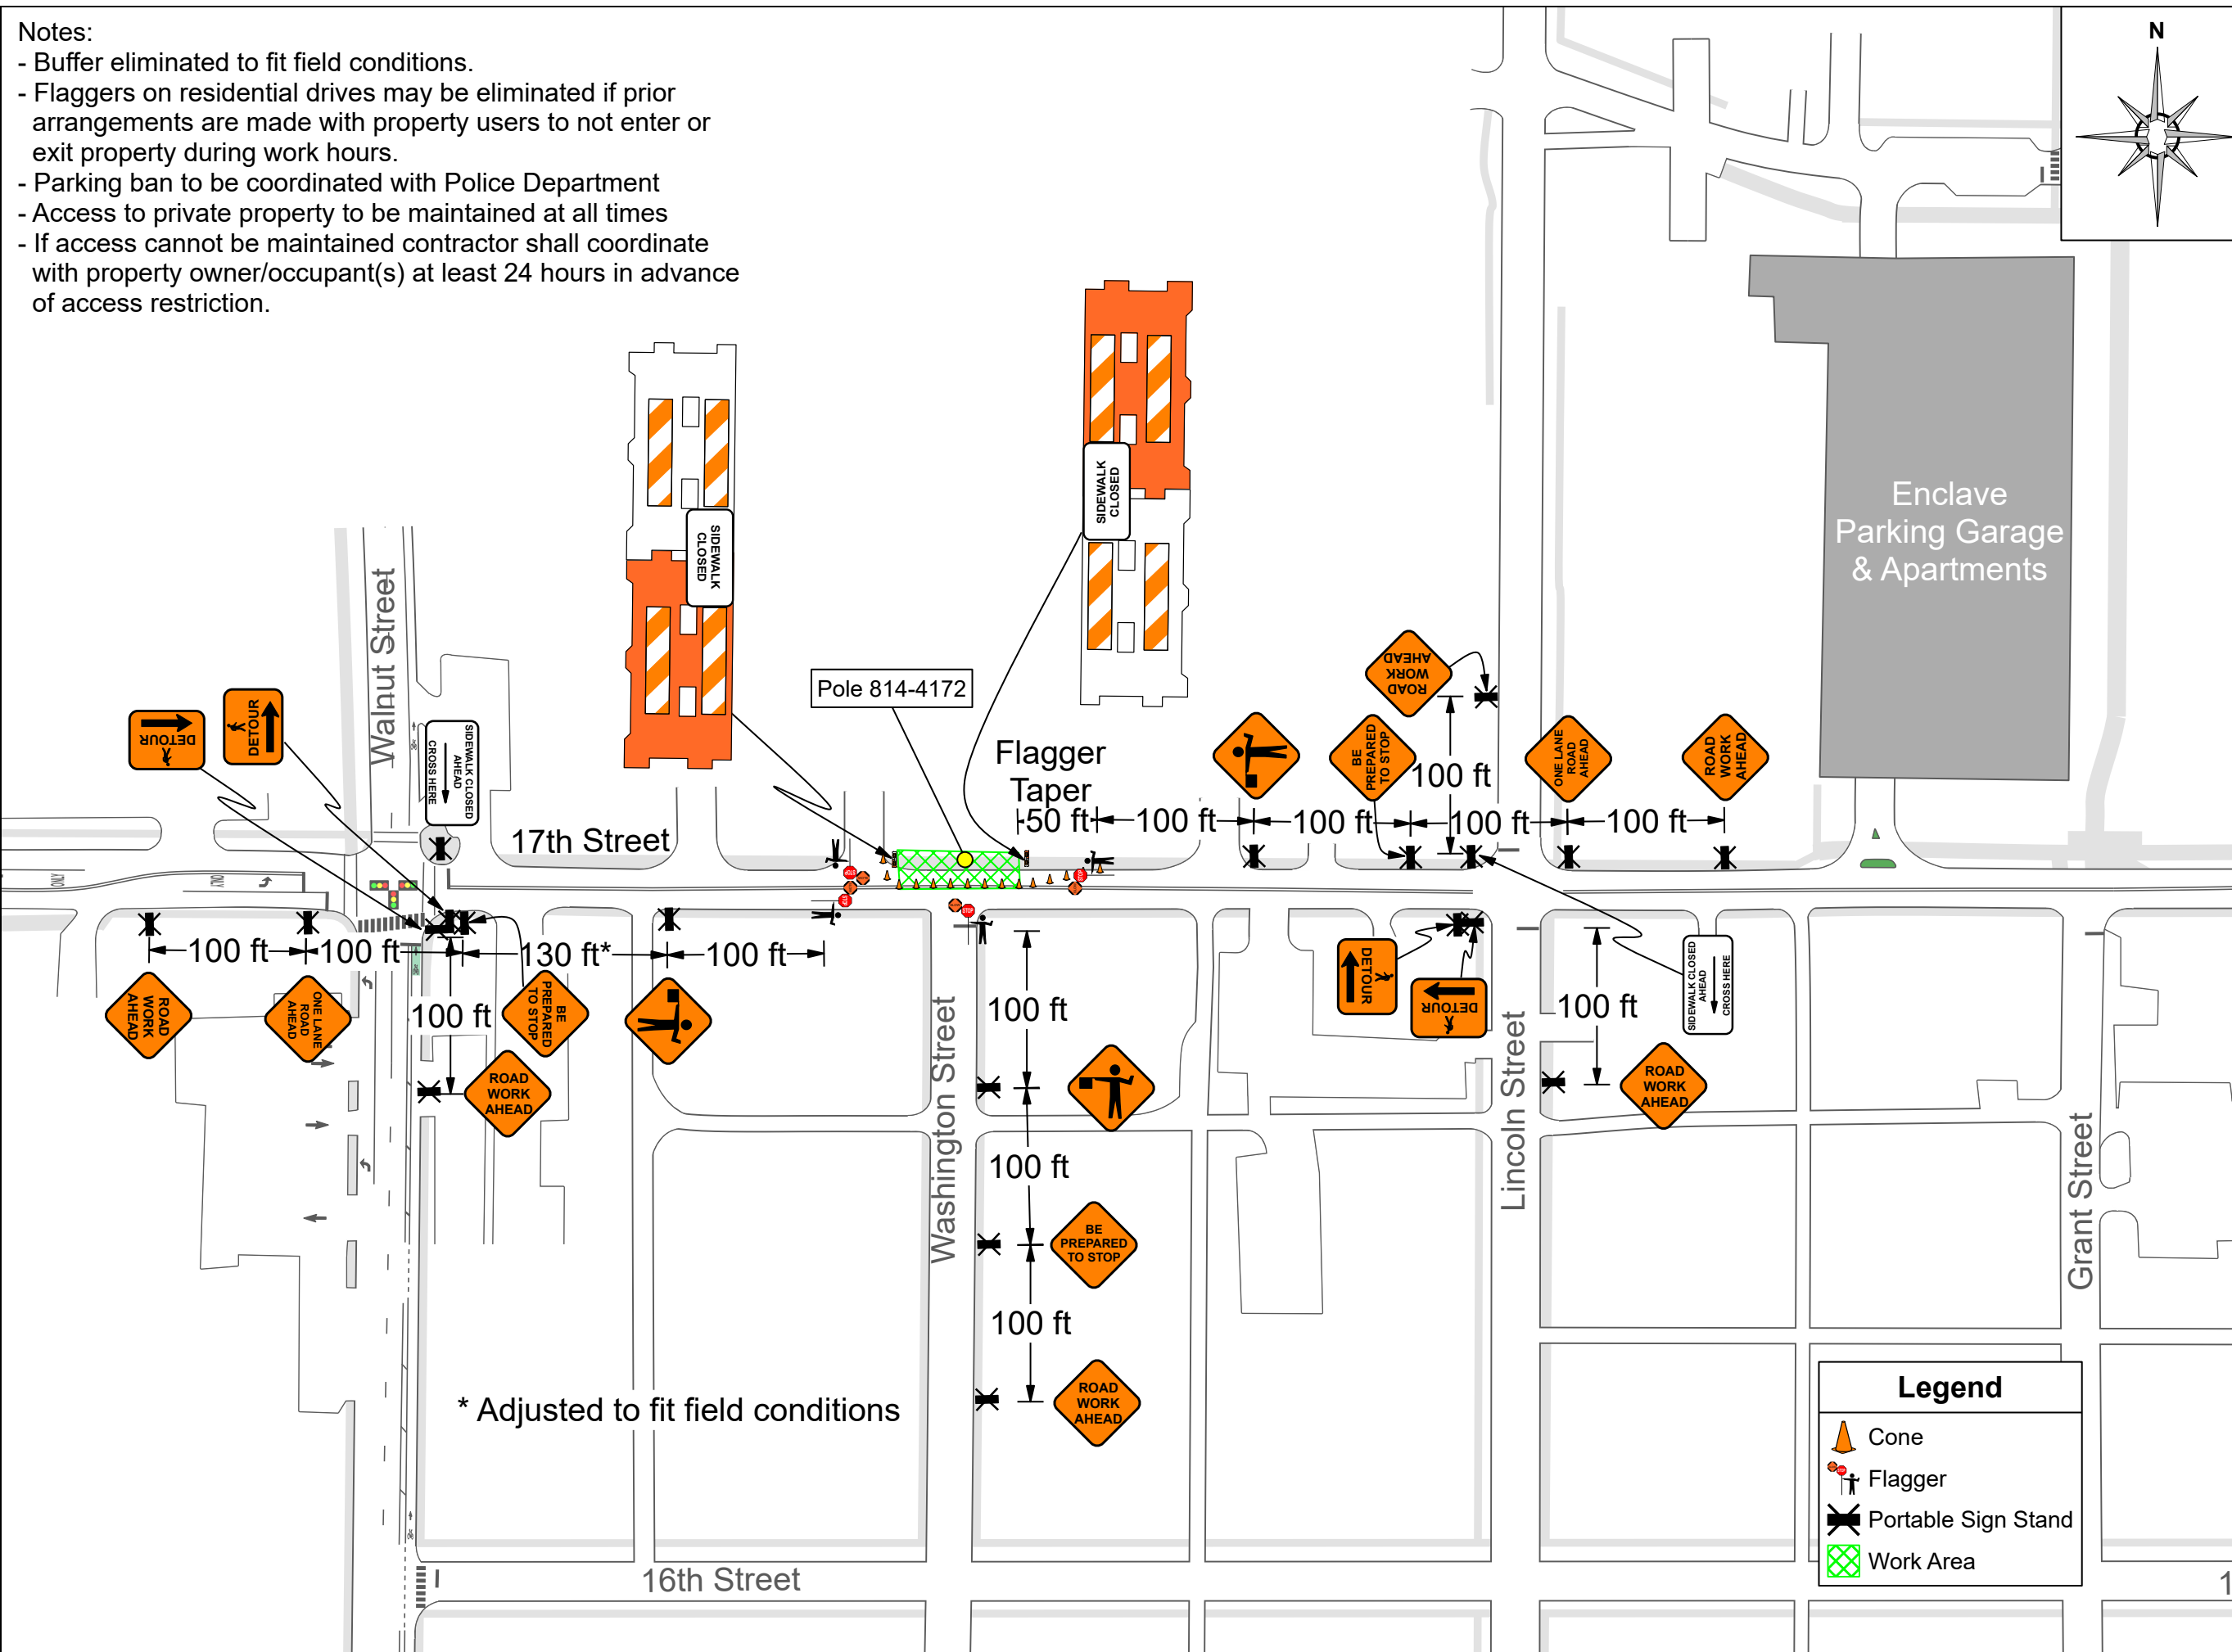 Notes:
- Buffer eliminated to fit field conditions.
- Flaggers on residential drives may be eliminated if prior
arrangements are made with property users to not enter or
exit property during work hours.
- Parking ban to be coordinated with Police Department
- Access to private property to be maintained at all times
- If access cannot be maintained contractor shall coordinate
with property owner/occupant(s) at least 24 hours in advance
of access restriction.
N
Enclave
Parking Garage
& Apartments
SIDEWALK
CLOSED
SIDEWALK
CLOSED
Pole 814-4172
Flagger
Taper
50 ft
100 ft
100 ft
100 ft
100 ft
100 ft
ROAD
WORK
AHEAD
BE
PREPARED
TO STOP
ONE LANE
ROAD
AHEAD
ROAD
WORK
AHEAD
Walnut Street
DETOUR
DETOUR
SIDEWALK CLOSED
AHEAD
CROSS HERE
17th Street
ONLY
ONLY
STOP
STOP
STOP
STOP
100 ft
100 ft
130 ft*
100 ft
100 ft
ROAD
WORK
AHEAD
ONE LANE
ROAD
AHEAD
BE
PREPARED
TO STOP
ROAD
WORK
AHEAD
Washington Street
100 ft
100 ft
BE
PREPARED
TO STOP
100 ft
ROAD
WORK
AHEAD
DETOUR
DETOUR
Lincoln Street
100 ft
SIDEWALK CLOSED
AHEAD
CROSS HERE
ROAD
WORK
AHEAD
Grant Street
* Adjusted to fit field conditions
16th Street
1
Legend
Cone
Flagger
Portable Sign Stand
Work Area